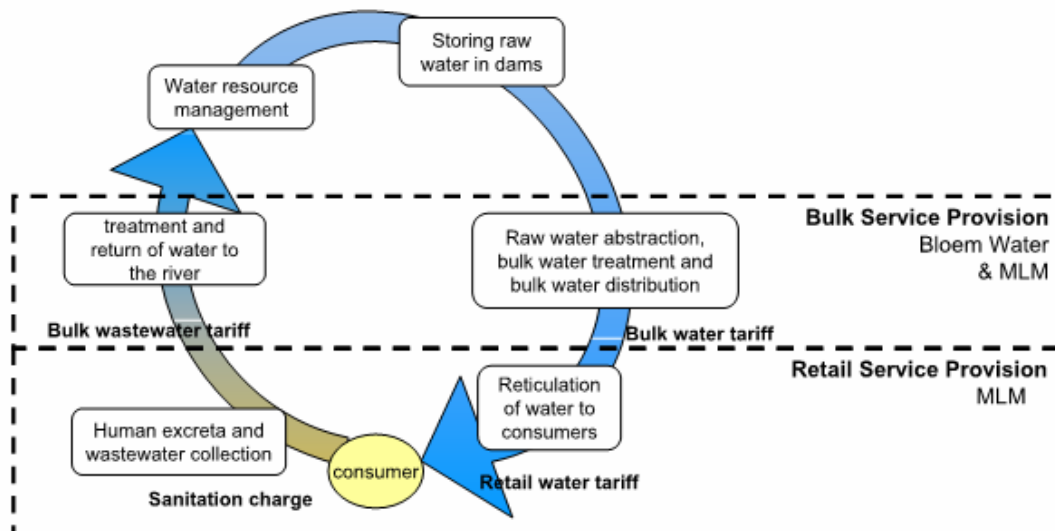 Storing raw
water in dams
Water resource
management
treatment and
return of water to
the river
Raw water abstraction,
bulk water treatment and
bulk water distribution
Bulk Service Provision
Bloem Water
& MLM
Bulk wastewater tariff
Bulk water tariff
Retail Service Provision
MLM
Reticulation
of water to
consumers
Human excreta and
wastewater collection
consumer
Retail water tariff
Sanitation charge